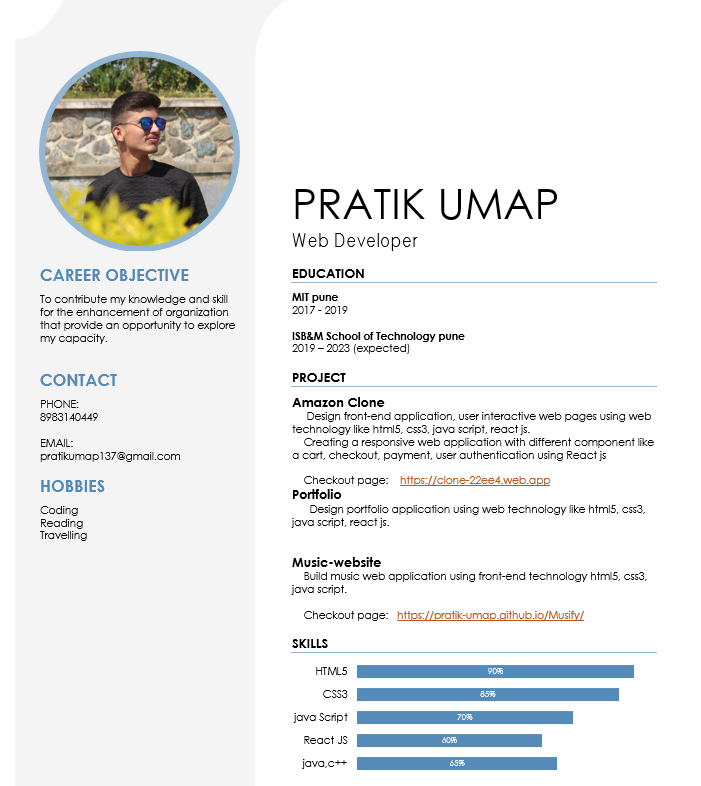 PRATIK UMAP
Web Developer
CAREER OBJECTIVE
To contribute my knowledge and skill
for the enhancement of organization
that provide an opportunity to explore
my capacity.
CONTACT
PHONE:
8983140449
EMAIL:
pratikumap137@gmail.com
HOBBIES
Coding
Reading
Travelling
EDUCATION
MIT pune
2017 - 2019
ISB&M School of Technology pune
2019 – 2023 (expected)
PROJECT
Amazon Clone
Design front-end application, user interactive web pages using web
technology like html5, css3, java script, react js.
Creating a responsive web application with different component like
a cart, checkout, payment, user authentication using React js
Checkout page: https://clone-22ee4.web.app
Portfolio
Design portfolio application using web technology like html5, css3,
java script, react js.
Music-website
Build music web application using front-end technology html5, css3,
java script.
Checkout page: https://pratik-umap.github.io/Musify/
SKILLS
HTML5 90%
CSS3 85%
java Script 70%
React JS 60%
java,c++ 65%